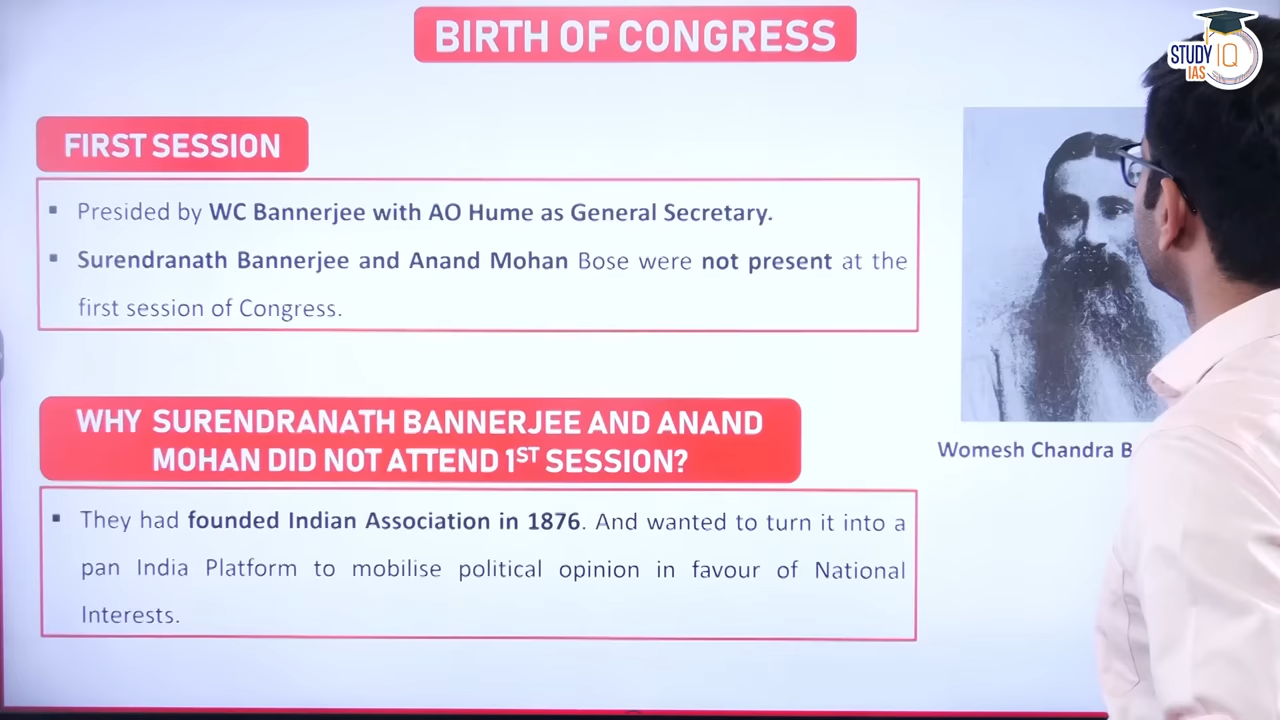 BIRTH OF CONGRESS
STUDY IQ
IAS
FIRST SESSION
▪ Presided by WC Bannerjee with AO Hume as General Secretary.
▪ Surendranath Bannerjee and Anand Mohan Bose were not present at the
first session of Congress.
Womesh Chandra B
WHY SURENDRANATH BANNERJEE AND ANAND
MOHAN DID NOT ATTEND 1ST SESSION?
▪ They had founded Indian Association in 1876. And wanted to turn it into a
pan India Platform to mobilise political opinion in favour of National
Interests.